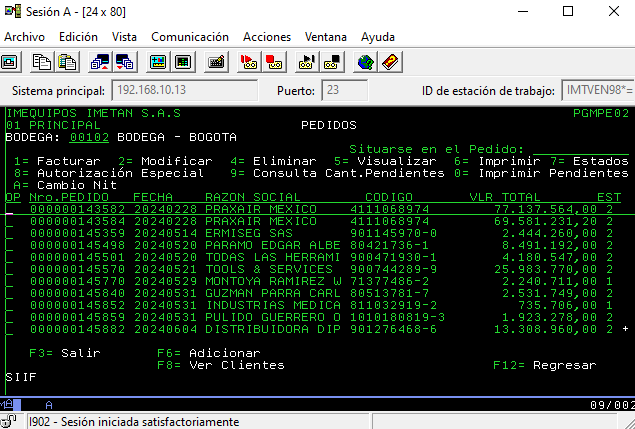 Sesión A - [24 x 80]
Archivo Edición Vista Comunicación Acciones Ventana Ayuda
Sistema principal: 192.168.10.13 Puerto: 23 ID de estación de trabajo: IMTVEN98*=
IMEQUIPOS IMETAN S.A.S PGMPE02
01 PRINCIPAL PEDIDOS
BODEGA: 00102 BODEGA - BOGOTA
Situarse en el Pedido:
1= Facturar 2= Modificar 4= Eliminar 5= Visualizar 6= Imprimir 7= Estados
8= Autorización Especial 9= Consulta Cant.Pendientes 0= Imprimir Pendientes
A= Cambio Nit
OP Nro.PEDIDO FECHA RAZON SOCIAL CODIGO VLR TOTAL EST
_ 000000143582 20240228 PRAXAIR MEXICO 4111068974 77.137.564,00 2
_ 000000143584 20240228 PRAXAIR MEXICO 4111068974 69.581.231,20 2
_ 000000145359 20240514 ERMISEG SAS 901145970-0 2.444.260,00 2
_ 000000145498 20240520 PARAMO EDGAR ALBE 80421736-1 8.491.192,00 2
_ 000000145501 20240520 TODAS LAS HERRAMI 900471930-1 4.180.547,00 2
_ 000000145570 20240521 TOOLS & SERVICES 900744289-9 25.983.770,00 2
_ 000000145770 20240529 MONTOYA RAMIREZ W 71377486-2 2.240.711,00 1
_ 000000145840 20240531 GUZMAN PARRA CARL 80513781-7 2.531.749,00 2
_ 000000145852 20240531 INDUSTRIAS MEDICA 811032919-2 735.706,00 1
_ 000000145859 20240531 PULIDO GUERRERO O 1010180819-3 1.923.278,00 2
_ 000000145882 20240604 DISTRIBUIDORA DIP 901276468-6 13.308.960,00 2 +
F3= Salir F6= Adicionar
F8= Ver Clientes F12= Regresar
SIIF
MA A 09/002
I902 - Sesión iniciada satisfactoriamente